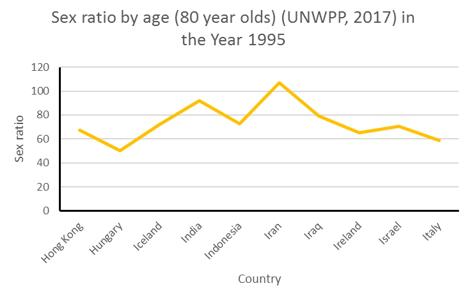 Sex ratio by age (80 year olds) (UNWPP, 2017) in
the Year 1995
120
100
80
60
40
20
0
Sex ratio
Hong Kong
Hungary
Iceland
India
Indonesia
Iran
Iraq
Ireland
Israel
Italy
Country